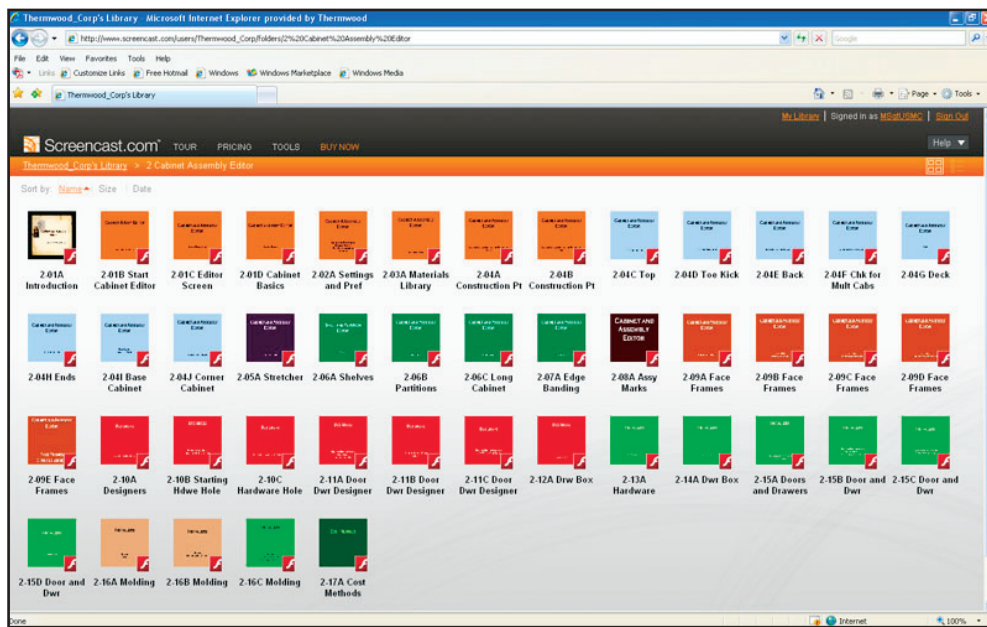 Thermwood_Corp's Library - Microsoft Internet Explorer provided by Thermwood
http://www.screencast.com/users/Thermwood_Corp/folders/2%20Cabinet%20Assembly%20Editor
Google
File Edit View Favorites Tools Help
Links Customize Links Free Hotmail Windows Windows Marketplace Windows Media
Thermwood_Corp's Library
Page Tools
My Library | Signed in as MSgtUSMC | Sign Out
Screencast.com TOUR PRICING TOOLS BUY NOW
Help
Thermwood_Corp's Library > 2 Cabinet Assembly Editor
Sort by: Name Size Date
2-01A Introduction
2-01B Start Cabinet Editor
2-01C Editor Screen
2-01D Cabinet Basics
2-02A Settings and Pref
2-03A Materials Library
2-04A Construction Pt
2-04B Construction Pt
2-04C Top
2-04D Toe Kick
2-04E Back
2-04F Chk for Mult Cabs
2-04G Deck
2-04H Ends
2-04I Base Cabinet
2-04J Corner Cabinet
2-05A Stretcher
2-06A Shelves
2-06B Partitions
2-06C Long Cabinet
2-07A Edge Banding
CABINET AND
ASSEMBLY
EDITOR
2-08A Assy Marks
2-09A Face Frames
2-09B Face Frames
2-09C Face Frames
2-09D Face Frames
2-09E Face Frames
2-10A Designers
2-10B Starting Hdwe Hole
2-10C Hardware Hole
2-11A Door Dwr Designer
2-11B Door Dwr Designer
2-11C Door Dwr Designer
2-12A Drw Box
2-13A Hardware
2-14A Dwr Box
2-15A Doors and Drawers
2-15B Door and Dwr
2-15C Door and Dwr
2-15D Door and Dwr
2-16A Molding
2-16B Molding
2-16C Molding
2-17A Cost Methods
Done
Internet
100%